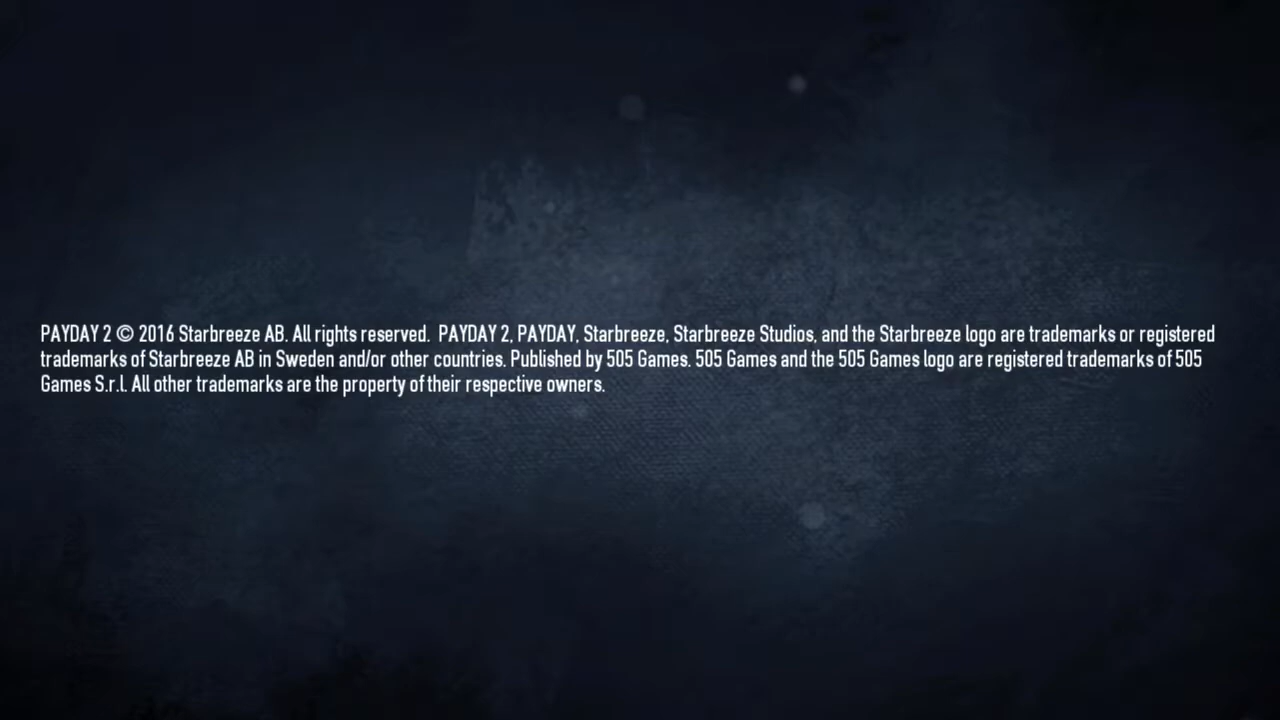 PAYDAY 2 © 2016 Starbreeze AB. All rights reserved.  PAYDAY 2, PAYDAY, Starbreeze, Starbreeze Studios, and the Starbreeze logo are trademarks or registered
trademarks of Starbreeze AB in Sweden and/or other countries. Published by 505 Games. 505 Games and the 505 Games logo are registered trademarks of 505
Games S.r.l. All other trademarks are the property of their respective owners.